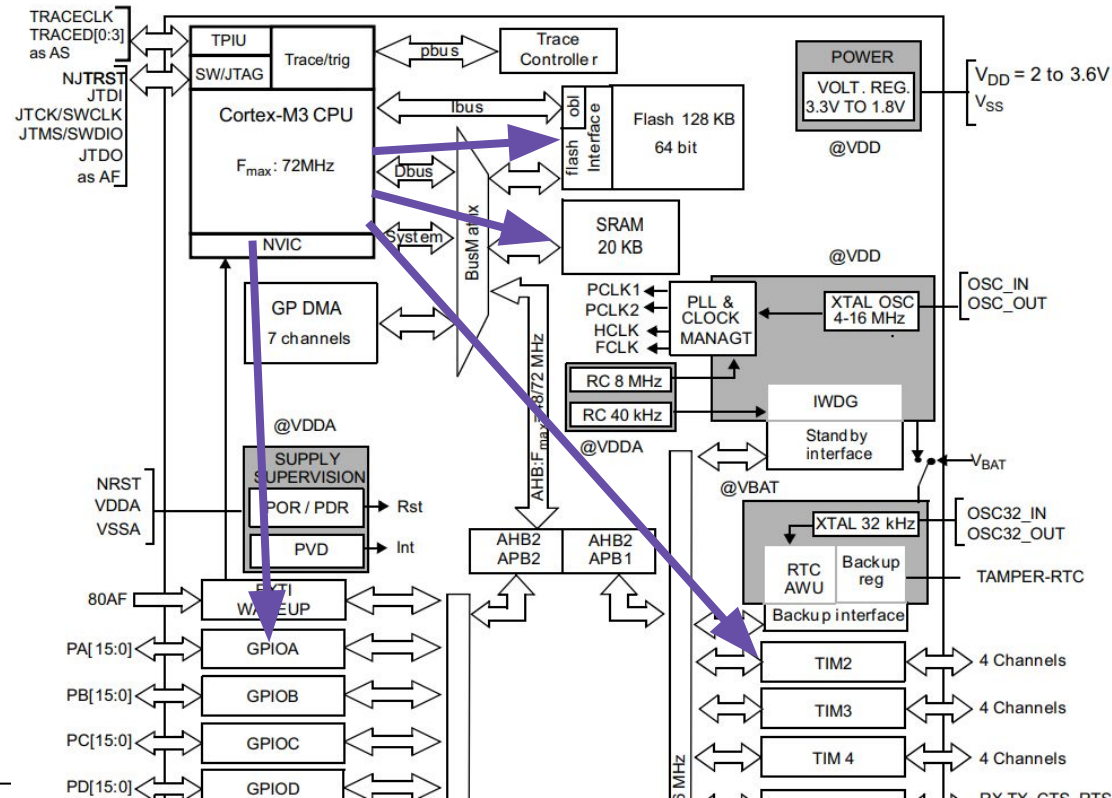 TRACECLK
TRACED[0:3]
as AS
NJTRST
JTDI
JTCK/SWCLK
JTMS/SWDIO
JTDO
as AF
TPIU
SW/JTAG
Trace/trig
Cortex-M3 CPU
Fmax: 72MHz
NVIC
pbus
Trace
Controller
Ibus
Dbus
System
BusMatrix
obl
flash
Interface
Flash 128 KB
64 bit
SRAM
20 KB
POWER
VOLT. REG.
3.3V TO 1.8V
@VDD
VDD = 2 to 3.6V
VSS
GP DMA
7 channels
PCLK1
PCLK2
HCLK
FCLK
@VDD
PLL &
CLOCK
MANAGT
XTAL OSC
4-16 MHz
OSC_IN
OSC_OUT
RC 8 MHz
RC 40 kHz
@VDDA
IWDG
Standby
interface
VBAT
@VBAT
XTAL 32 kHz
OSC32_IN
OSC32_OUT
RTC
AWU
Backup
reg
TAMPER-RTC
Backup interface
AHB:Fmax=48/72 MHz
@VDDA
SUPPLY
SUPERVISION
NRST
VDDA
VSSA
POR / PDR
Rst
PVD
Int
AHB2
APB2
AHB2
APB1
80AF
EXTI
WAKEUP
PA[15:0]
GPIOA
PB[15:0]
GPIOB
PC[15:0]
GPIOC
PD[15:0]
GPIOD
TIM2
4 Channels
TIM3
4 Channels
TIM 4
4 Channels
MHz